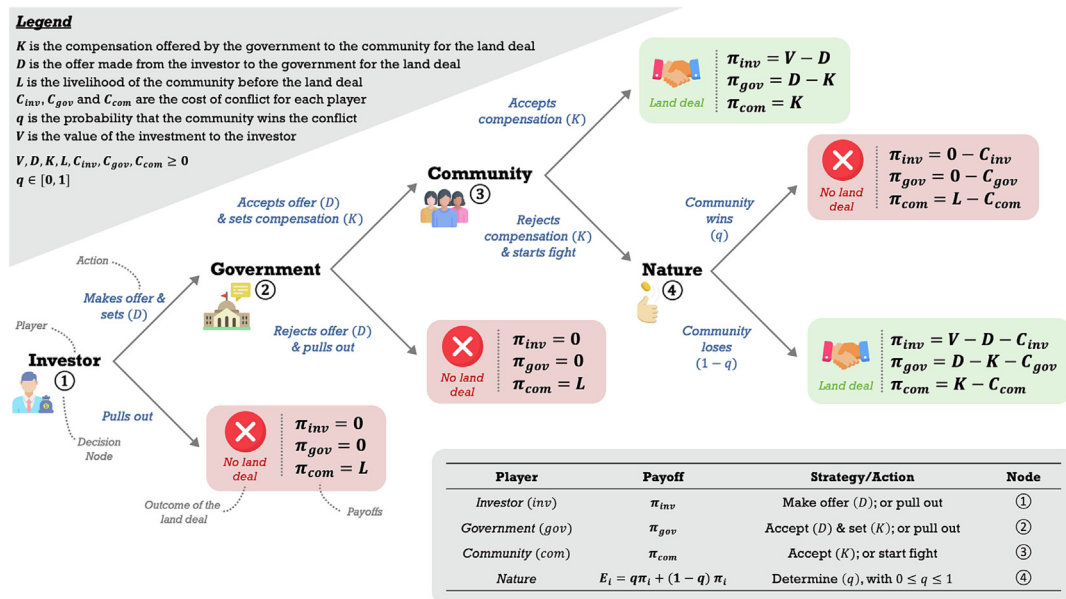 Legend
K is the compensation offered by the government to the community for the land deal
D is the offer made from the investor to the government for the land deal
L is the livelihood of the community before the land deal
C_inv, C_gov and C_com are the cost of conflict for each player
q is the probability that the community wins the conflict
V is the value of the investment to the investor
V, D, K, L, C_inv, C_gov, C_com ≥ 0
q ∈ [0, 1]
Action
Player
Investor
①
Decision
Node
Makes offer &
sets (D)
Pulls out
No land
deal
π_inv = 0
π_gov = 0
π_com = L
Outcome of the
land deal
Payoffs
Government
②
Accepts offer (D)
& sets compensation (K)
Rejects offer (D)
& pulls out
No land
deal
π_inv = 0
π_gov = 0
π_com = L
Community
③
Accepts
compensation (K)
Rejects
compensation (K)
& starts fight
Land deal
π_inv = V − D
π_gov = D − K
π_com = K
Nature
④
Community
wins
(q)
Community
loses
(1 − q)
No land
deal
π_inv = 0 − C_inv
π_gov = 0 − C_gov
π_com = L − C_com
Land deal
π_inv = V − D − C_inv
π_gov = D − K − C_gov
π_com = K − C_com
Player Payoff Strategy/Action Node
Investor (inv) π_inv Make offer (D); or pull out ①
Government (gov) π_gov Accept (D) & set (K); or pull out ②
Community (com) π_com Accept (K); or start fight ③
Nature E_i = qπ_i + (1 − q) π_i Determine (q), with 0 ≤ q ≤ 1 ④